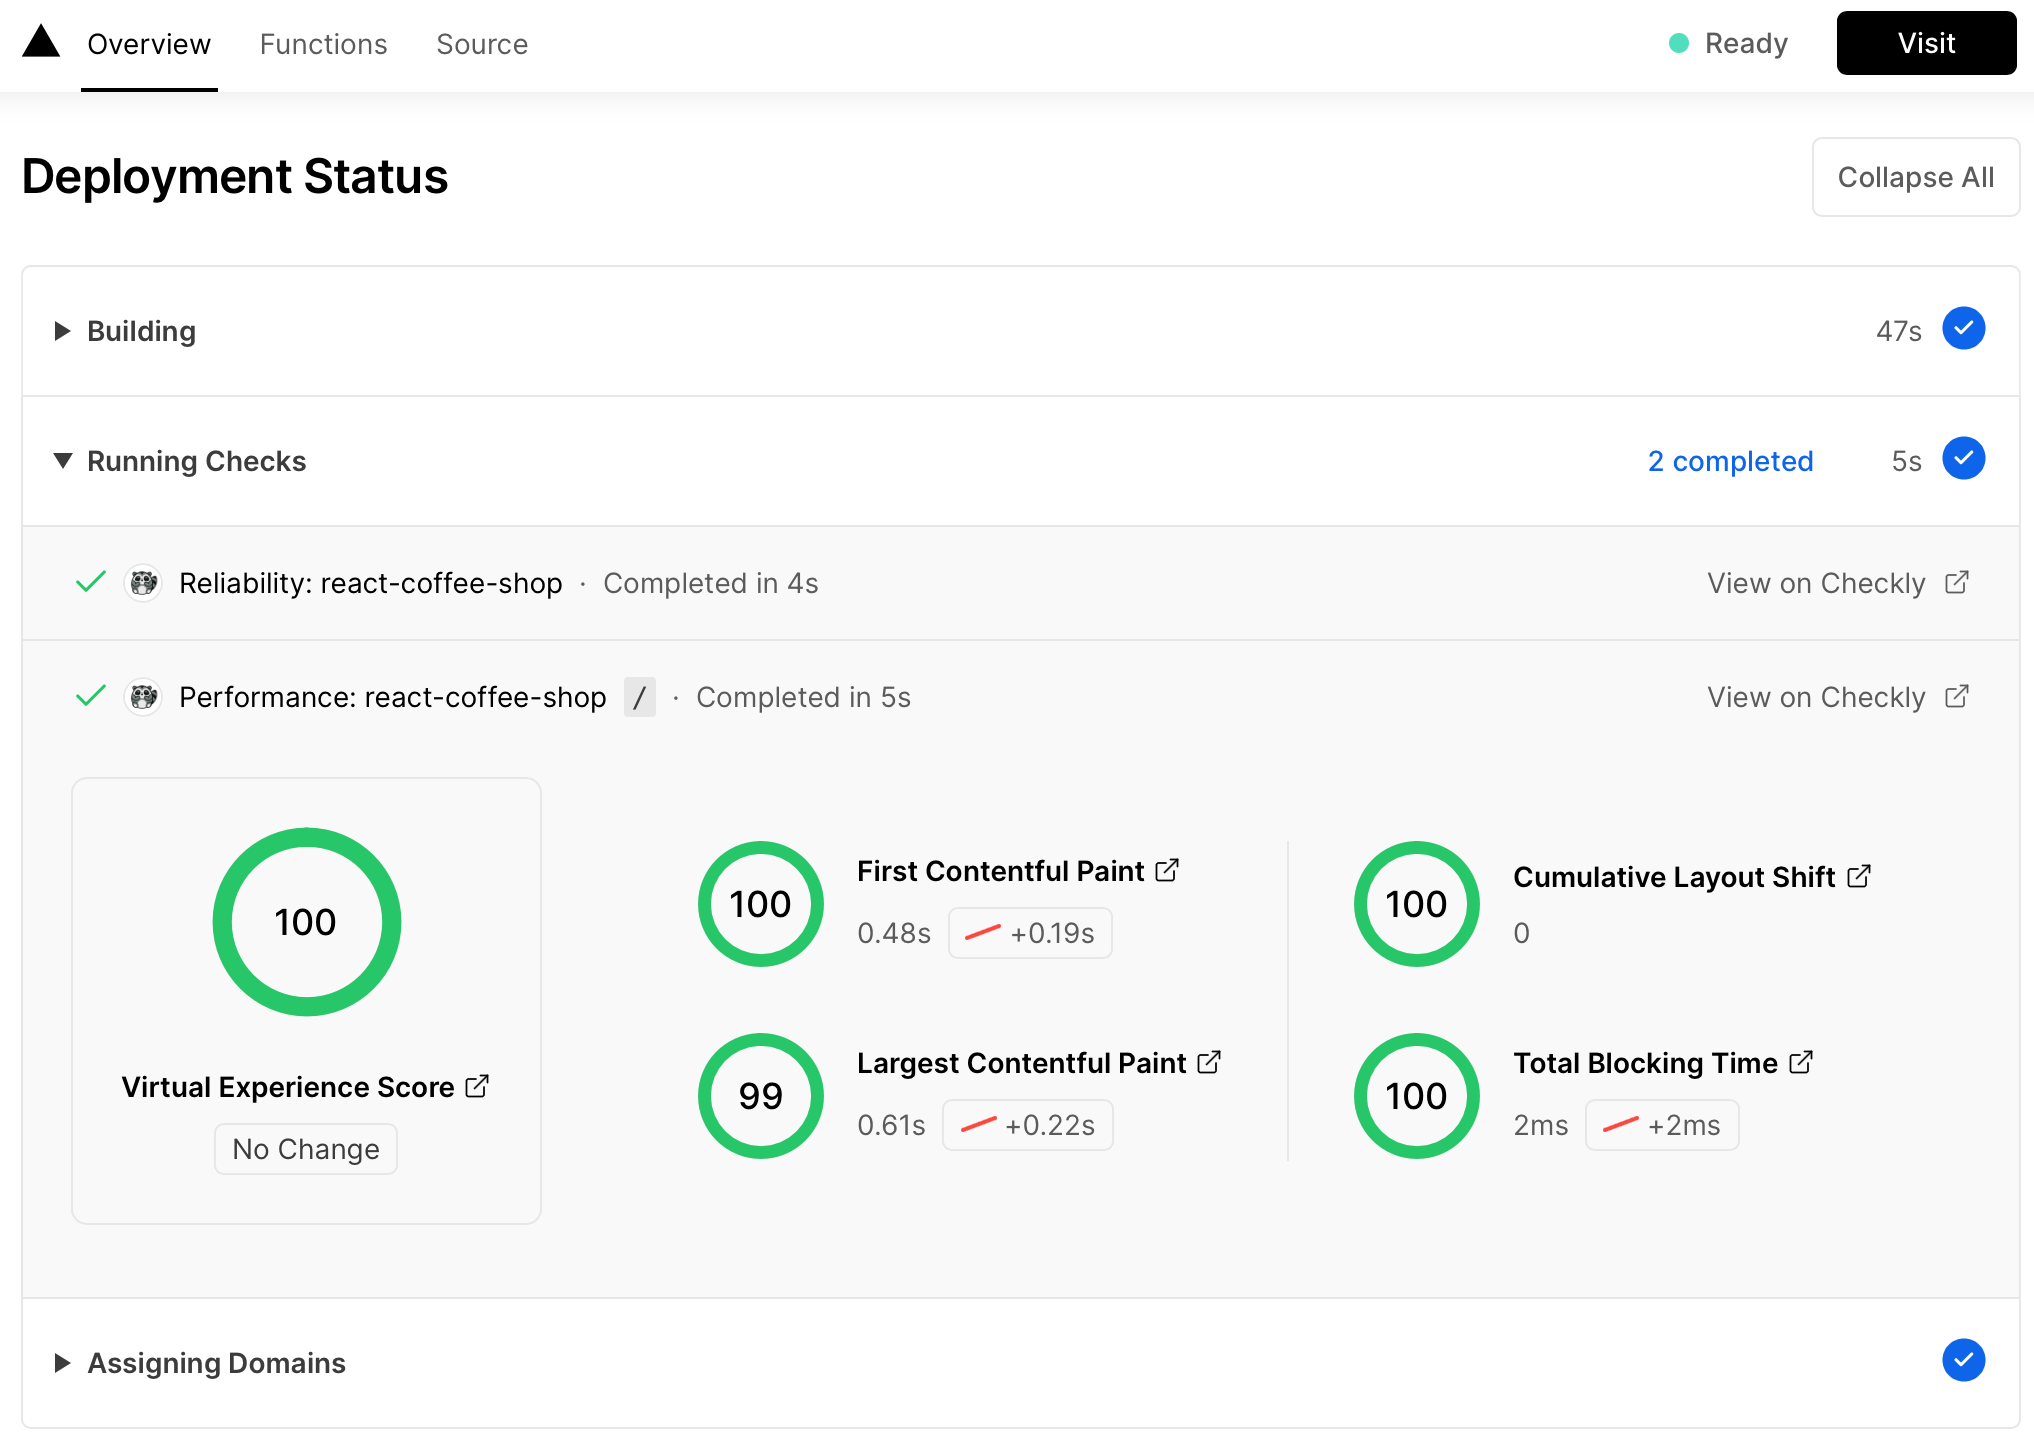 Overview Functions Source Ready Visit
Deployment Status Collapse All
Building 47s
Running Checks 2 completed 5s
Reliability: react-coffee-shop · Completed in 4s View on Checkly
Performance: react-coffee-shop / · Completed in 5s View on Checkly
100
Virtual Experience Score
No Change
100
First Contentful Paint
0.48s +0.19s
99
Largest Contentful Paint
0.61s +0.22s
100
Cumulative Layout Shift
0
100
Total Blocking Time
2ms +2ms
Assigning Domains